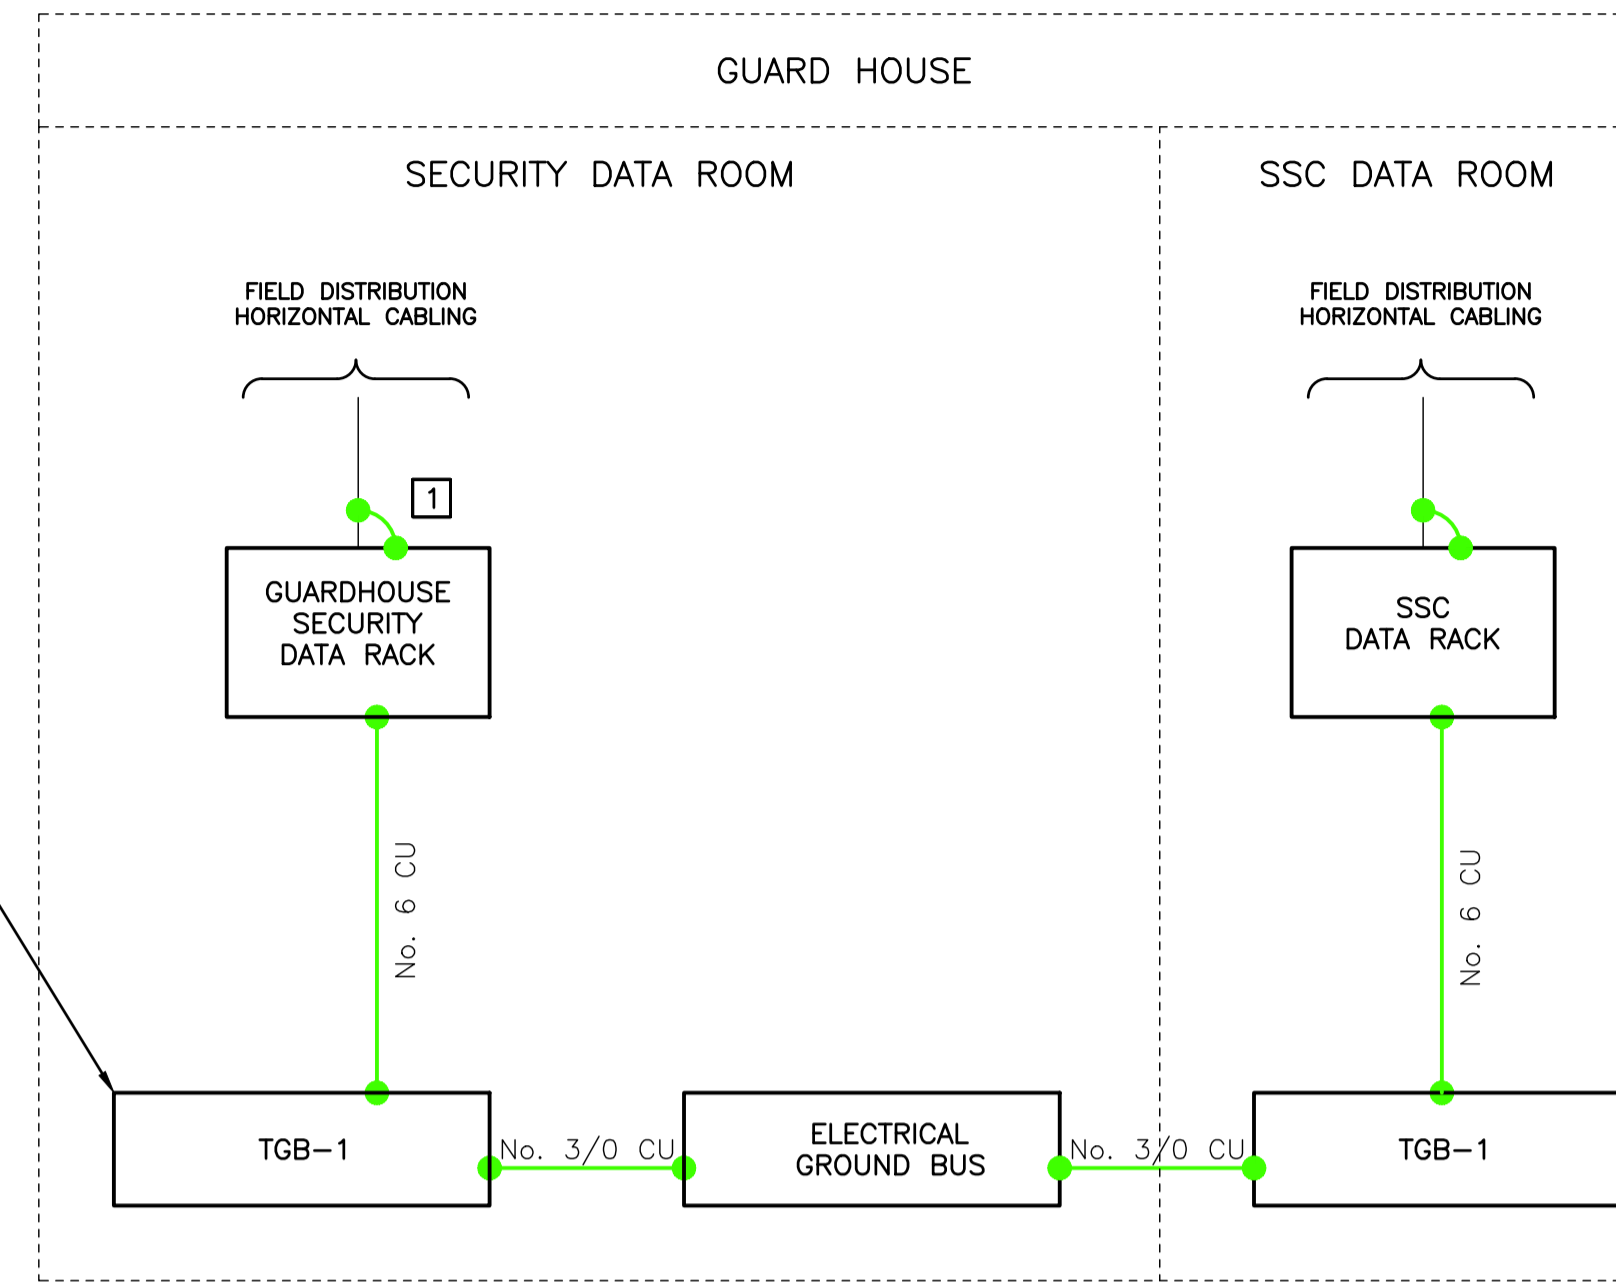 GUARD HOUSE
SECURITY DATA ROOM
SSC DATA ROOM
FIELD DISTRIBUTION
HORIZONTAL CABLING
FIELD DISTRIBUTION
HORIZONTAL CABLING
1
GUARDHOUSE
SECURITY
DATA RACK
SSC
DATA RACK
No. 6 CU
No. 6 CU
TGB-1
No. 3/0 CU
ELECTRICAL
GROUND BUS
No. 3/0 CU
TGB-1